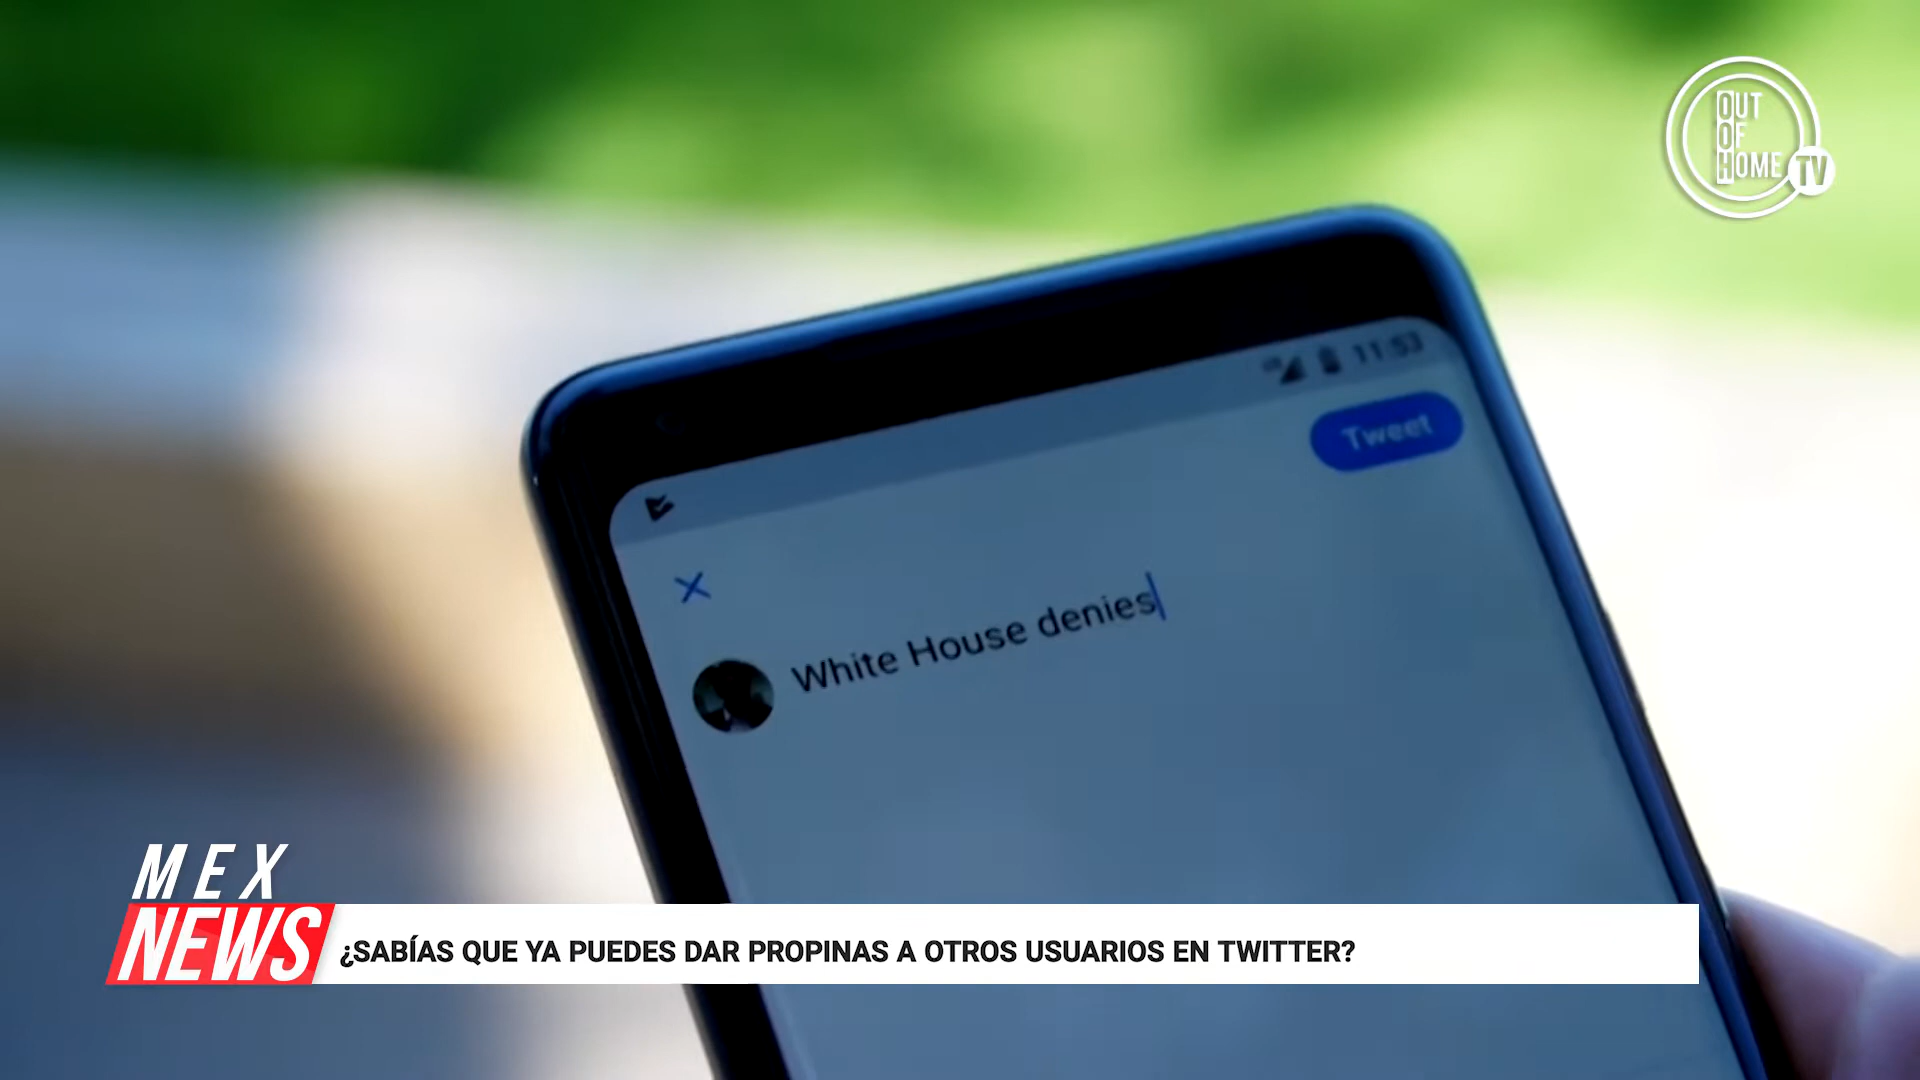 OUT
OF
HOME TV
11:53
Tweet
White House denies
MEX
NEWS
¿SABÍAS QUE YA PUEDES DAR PROPINAS A OTROS USUARIOS EN TWITTER?